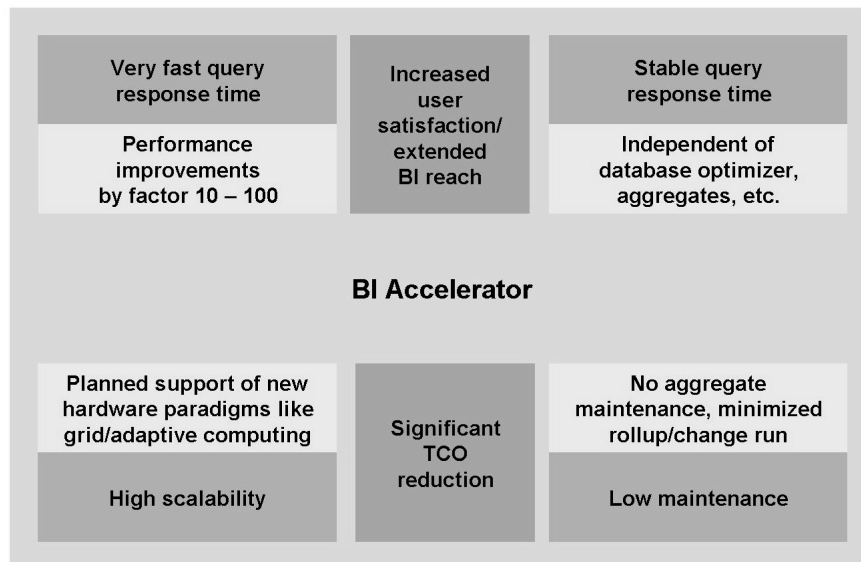 Very fast query
response time
Performance
improvements
by factor 10 – 100
Increased
user
satisfaction/
extended
BI reach
Stable query
response time
Independent of
database optimizer,
aggregates, etc.
BI Accelerator
Planned support of new
hardware paradigms like
grid/adaptive computing
High scalability
Significant
TCO
reduction
No aggregate
maintenance, minimized
rollup/change run
Low maintenance